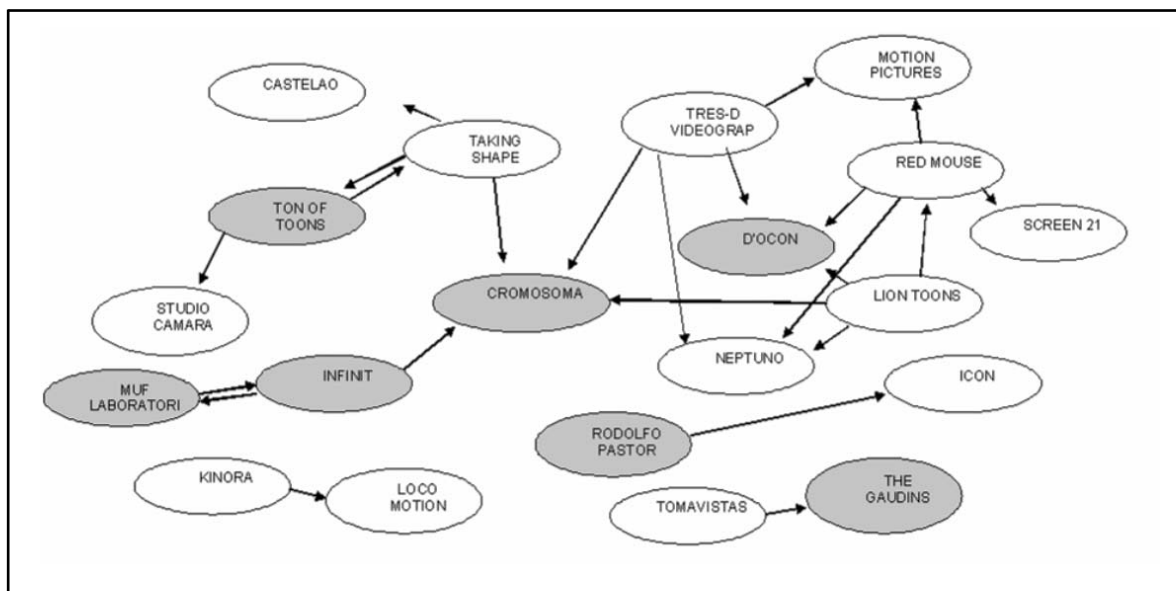 MOTION
PICTURES
CASTELAO
TRES-D
VIDEOGRAP
TAKING
SHAPE
RED MOUSE
TON OF
TOONS
SCREEN 21
D'OCON
CROMOSOMA
LION TOONS
STUDIO
CAMARA
NEPTUNO
INFINIT
ICON
MUF
LABORATORI
RODOLFO
PASTOR
KINORA
LOCO
MOTION
THE
GAUDINS
TOMAVISTAS